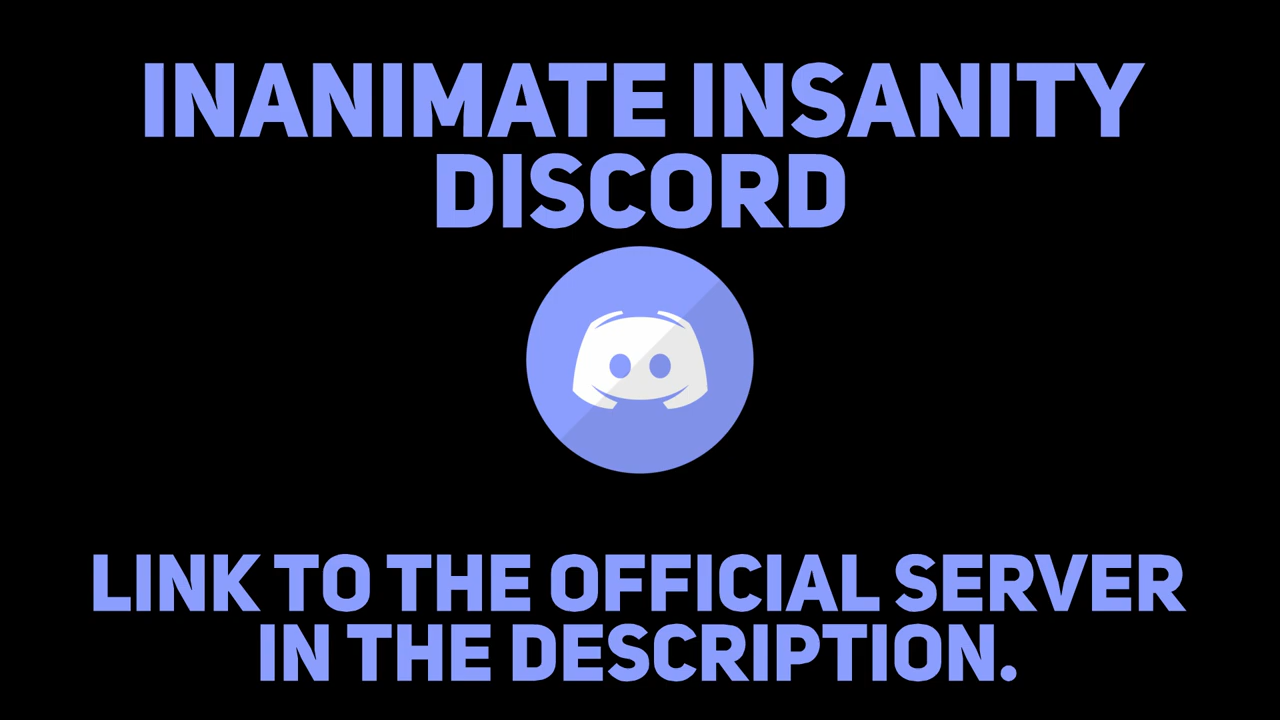 INANIMATE INSANITY
DISCORD
LINK TO THE OFFICIAL SERVER
IN THE DESCRIPTION.